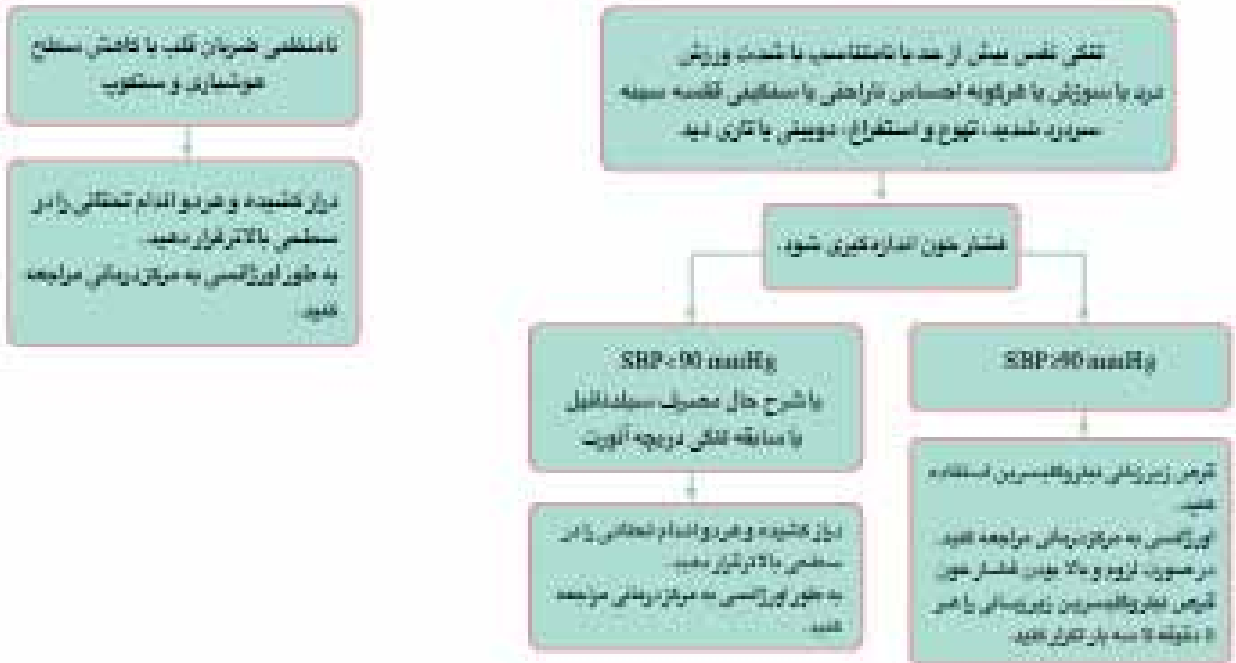 تنگی نفس بیش از حد یا نامتناسب با شدت ورزش
درد یا سوزش یا هرگونه احساس ناراحتی یا سنگینی قفسه سینه
سردرد شدید، تهوع و استفراغ، دوبینی یا تاری دید.
فشار خون اندازه‌گیری شود.
SBP≥90 mmHg
قرص زیرزبانی نیتروگلیسرین استفاده
کنید.
اورژانسی به مرکز درمانی مراجعه کنید.
در صورت لزوم و بالا بودن فشار خون
قرص نیتروگلیسرین زیرزبانی را هر
دقیقه تا سه بار تکرار کنید.
SBP<90 mmHg
یا شرح حال مصرف سیلدنافیل
یا سابقه تنگی دریچه آئورت
دراز کشیده و هر دو اندام تحتانی را در
سطحی بالاتر قرار دهید.
به طور اورژانسی به مرکز درمانی مراجعه
کنید.
نامنظمی ضربان قلب با کاهش سطح
هوشیاری و سنکوپ
دراز کشیده و هر دو اندام تحتانی را در
سطحی بالاتر قرار دهید.
به طور اورژانسی به مرکز درمانی مراجعه
کنید.